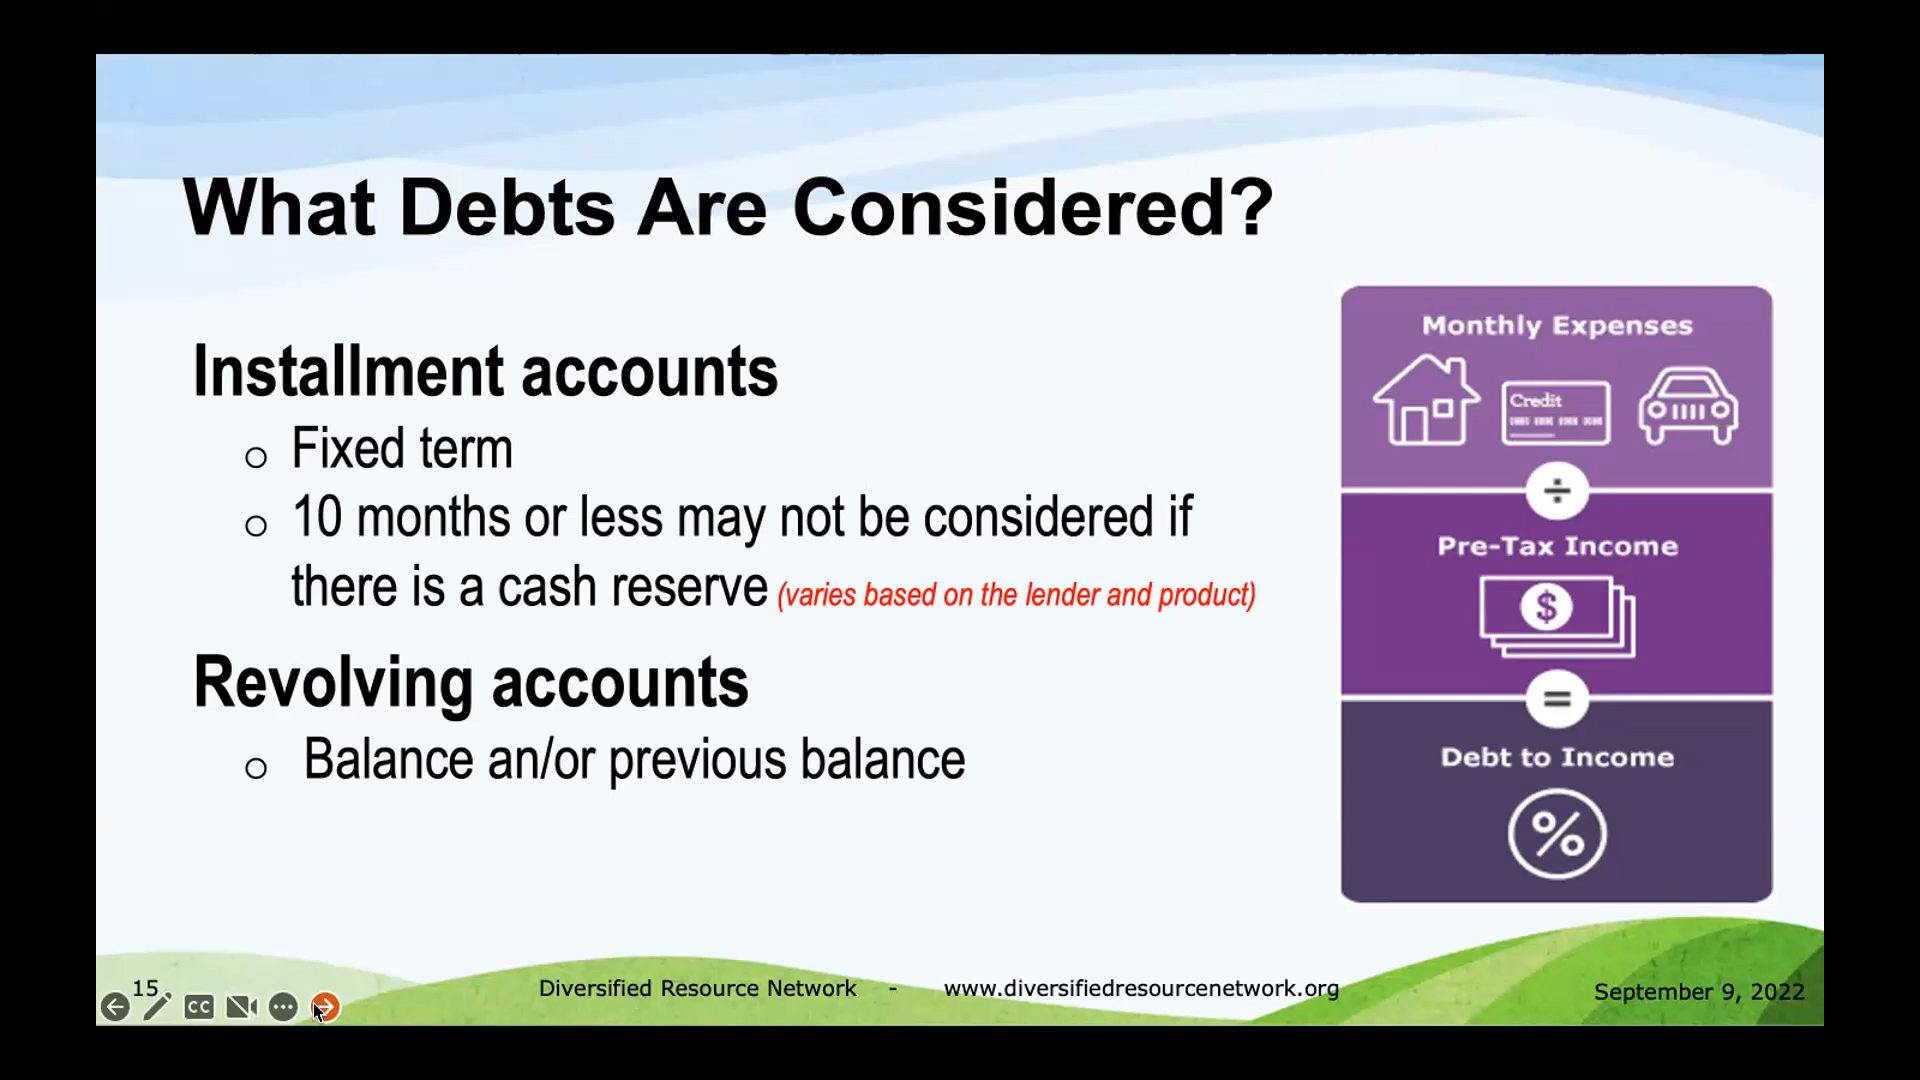 What Debts Are Considered?
Installment accounts
o Fixed term
o 10 months or less may not be considered if
there is a cash reserve (varies based on the lender and product)
Revolving accounts
o Balance an/or previous balance
Monthly Expenses
Credit
÷
Pre-Tax Income
$
=
Debt to Income
%
15
CC
Diversified Resource Network - www.diversifiedresourcenetwork.org
September 9, 2022